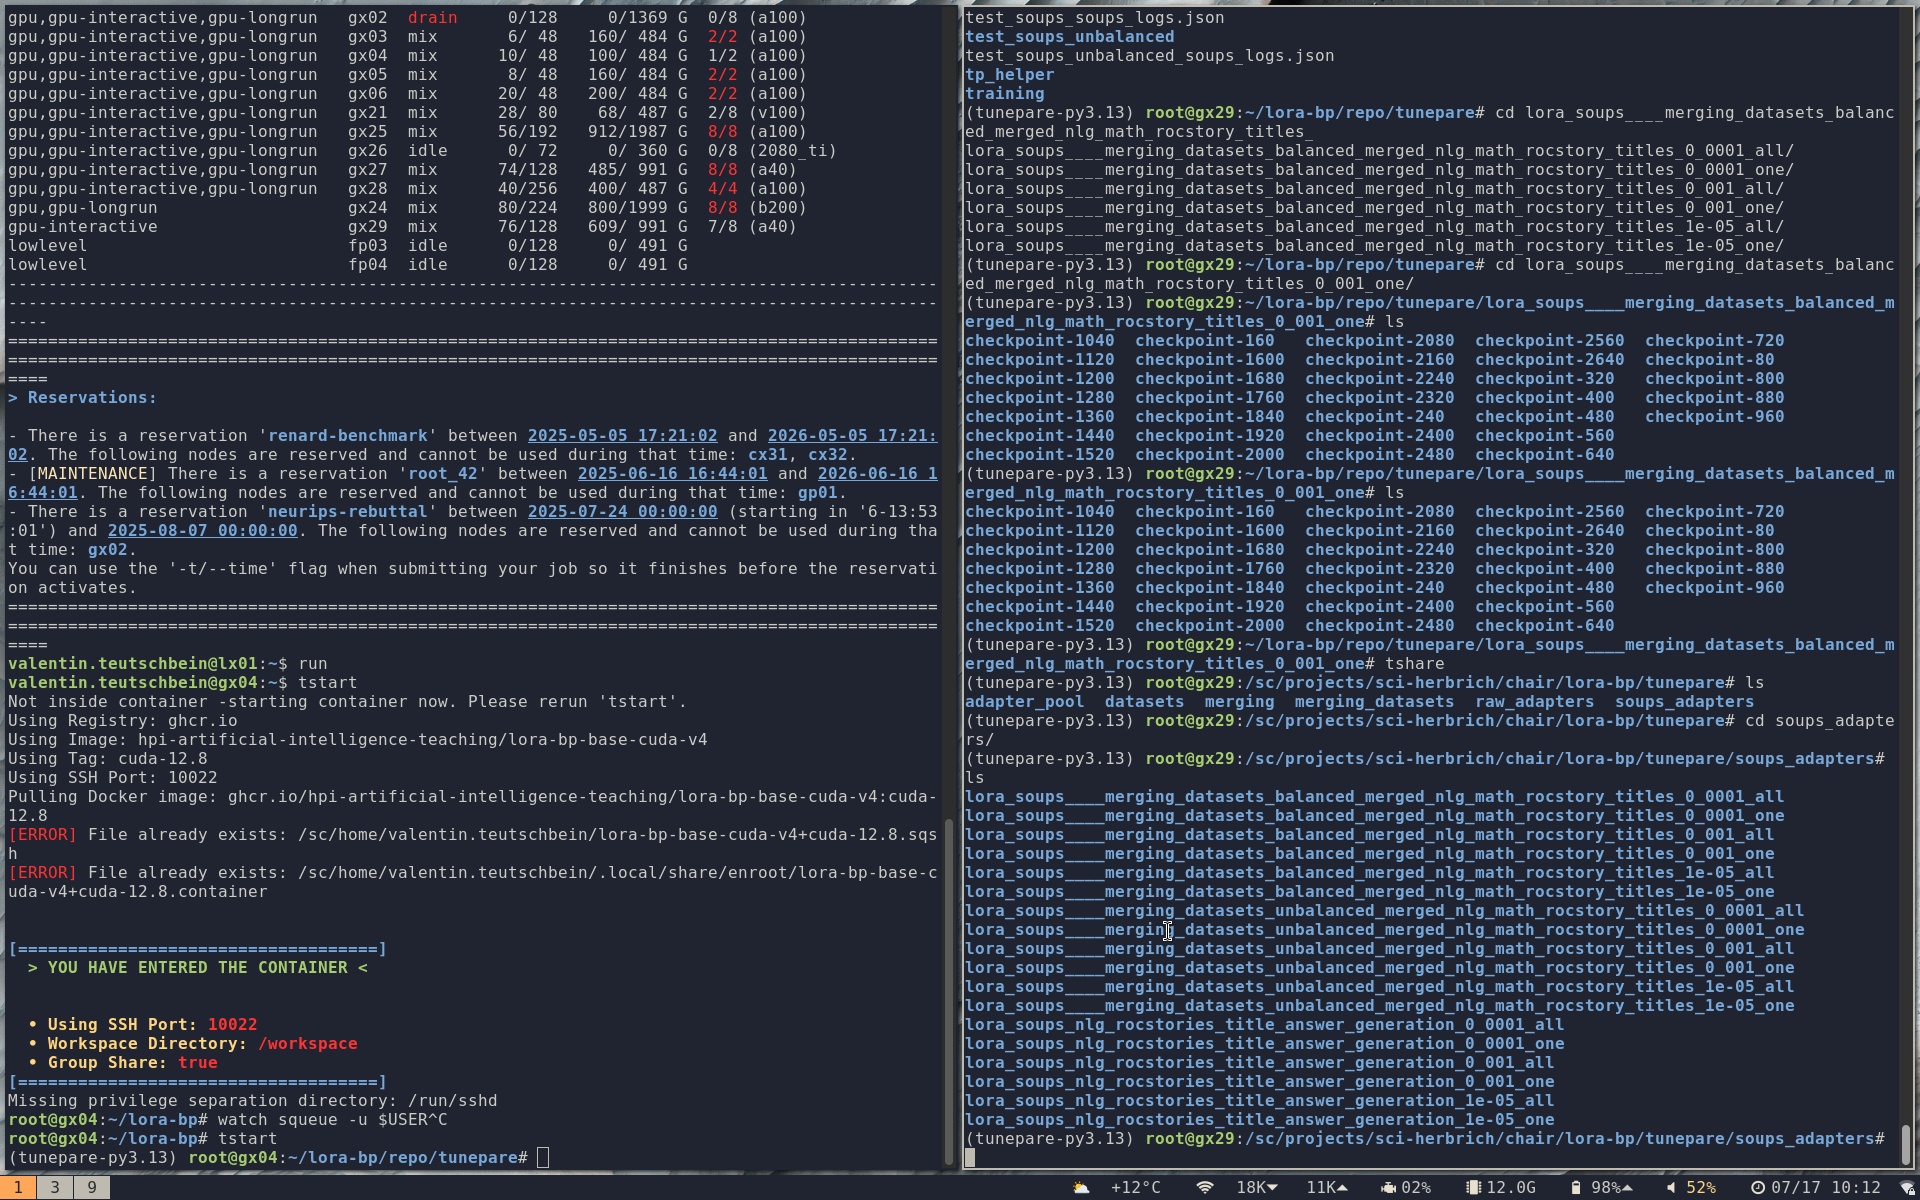 gpu,gpu-interactive,gpu-longrun   gx02  drain     0/128     0/1369 G  0/8 (a100)
gpu,gpu-interactive,gpu-longrun   gx03  mix       6/ 48   160/ 484 G  2/2 (a100)
gpu,gpu-interactive,gpu-longrun   gx04  mix      10/ 48   100/ 484 G  1/2 (a100)
gpu,gpu-interactive,gpu-longrun   gx05  mix       8/ 48   160/ 484 G  2/2 (a100)
gpu,gpu-interactive,gpu-longrun   gx06  mix      20/ 48   200/ 484 G  2/2 (a100)
gpu,gpu-interactive,gpu-longrun   gx21  mix      28/ 80    68/ 487 G  2/8 (v100)
gpu,gpu-interactive,gpu-longrun   gx25  mix      56/192   912/1987 G  8/8 (a100)
gpu,gpu-interactive,gpu-longrun   gx26  idle      0/ 72     0/ 360 G  0/8 (2080_ti)
gpu,gpu-interactive,gpu-longrun   gx27  mix      74/128   485/ 991 G  8/8 (a40)
gpu,gpu-interactive,gpu-longrun   gx28  mix      40/256   400/ 487 G  4/4 (a100)
gpu,gpu-longrun                   gx24  mix      80/224   800/1999 G  8/8 (b200)
gpu-interactive                   gx29  mix      76/128   609/ 991 G  7/8 (a40)
lowlevel                          fp03  idle      0/128     0/ 491 G
lowlevel                          fp04  idle      0/128     0/ 491 G
---------------------------------------------------------------------------------------------
---------------------------------------------------------------------------------------------
----
=============================================================================================
=============================================================================================
====
> Reservations:
- There is a reservation 'renard-benchmark' between 2025-05-05 17:21:02 and 2026-05-05 17:21:
02. The following nodes are reserved and cannot be used during that time: cx31, cx32.
- [MAINTENANCE] There is a reservation 'root_42' between 2025-06-16 16:44:01 and 2026-06-16 1
6:44:01. The following nodes are reserved and cannot be used during that time: gp01.
- There is a reservation 'neurips-rebuttal' between 2025-07-24 00:00:00 (starting in '6-13:53
:01') and 2025-08-07 00:00:00. The following nodes are reserved and cannot be used during tha
t time: gx02.
You can use the '-t/--time' flag when submitting your job so it finishes before the reservati
on activates.
=============================================================================================
=============================================================================================
====
valentin.teutschbein@lx01:~$ run
valentin.teutschbein@gx04:~$ tstart
Not inside container -starting container now. Please rerun 'tstart'.
Using Registry: ghcr.io
Using Image: hpi-artificial-intelligence-teaching/lora-bp-base-cuda-v4
Using Tag: cuda-12.8
Using SSH Port: 10022
Pulling Docker image: ghcr.io/hpi-artificial-intelligence-teaching/lora-bp-base-cuda-v4:cuda-
12.8
[ERROR] File already exists: /sc/home/valentin.teutschbein/lora-bp-base-cuda-v4+cuda-12.8.sqs
h
[ERROR] File already exists: /sc/home/valentin.teutschbein/.local/share/enroot/lora-bp-base-c
uda-v4+cuda-12.8.container
[====================================]
> YOU HAVE ENTERED THE CONTAINER <
• Using SSH Port: 10022
• Workspace Directory: /workspace
• Group Share: true
[====================================]
Missing privilege separation directory: /run/sshd
root@gx04:~/lora-bp# watch squeue -u $USER^C
root@gx04:~/lora-bp# tstart
(tunepare-py3.13) root@gx04:~/lora-bp/repo/tunepare#
test_soups_soups_logs.json
test_soups_unbalanced
test_soups_unbalanced_soups_logs.json
tp_helper
training
(tunepare-py3.13) root@gx29:~/lora-bp/repo/tunepare# cd lora_soups____merging_datasets_balanc
ed_merged_nlg_math_rocstory_titles_
lora_soups____merging_datasets_balanced_merged_nlg_math_rocstory_titles_0_0001_all/
lora_soups____merging_datasets_balanced_merged_nlg_math_rocstory_titles_0_0001_one/
lora_soups____merging_datasets_balanced_merged_nlg_math_rocstory_titles_0_001_all/
lora_soups____merging_datasets_balanced_merged_nlg_math_rocstory_titles_0_001_one/
lora_soups____merging_datasets_balanced_merged_nlg_math_rocstory_titles_1e-05_all/
lora_soups____merging_datasets_balanced_merged_nlg_math_rocstory_titles_1e-05_one/
(tunepare-py3.13) root@gx29:~/lora-bp/repo/tunepare# cd lora_soups____merging_datasets_balanc
ed_merged_nlg_math_rocstory_titles_0_001_one/
(tunepare-py3.13) root@gx29:~/lora-bp/repo/tunepare/lora_soups____merging_datasets_balanced_m
erged_nlg_math_rocstory_titles_0_001_one# ls
checkpoint-1040  checkpoint-160   checkpoint-2080  checkpoint-2560  checkpoint-720
checkpoint-1120  checkpoint-1600  checkpoint-2160  checkpoint-2640  checkpoint-80
checkpoint-1200  checkpoint-1680  checkpoint-2240  checkpoint-320   checkpoint-800
checkpoint-1280  checkpoint-1760  checkpoint-2320  checkpoint-400   checkpoint-880
checkpoint-1360  checkpoint-1840  checkpoint-240   checkpoint-480   checkpoint-960
checkpoint-1440  checkpoint-1920  checkpoint-2400  checkpoint-560
checkpoint-1520  checkpoint-2000  checkpoint-2480  checkpoint-640
(tunepare-py3.13) root@gx29:~/lora-bp/repo/tunepare/lora_soups____merging_datasets_balanced_m
erged_nlg_math_rocstory_titles_0_001_one# ls
checkpoint-1040  checkpoint-160   checkpoint-2080  checkpoint-2560  checkpoint-720
checkpoint-1120  checkpoint-1600  checkpoint-2160  checkpoint-2640  checkpoint-80
checkpoint-1200  checkpoint-1680  checkpoint-2240  checkpoint-320   checkpoint-800
checkpoint-1280  checkpoint-1760  checkpoint-2320  checkpoint-400   checkpoint-880
checkpoint-1360  checkpoint-1840  checkpoint-240   checkpoint-480   checkpoint-960
checkpoint-1440  checkpoint-1920  checkpoint-2400  checkpoint-560
checkpoint-1520  checkpoint-2000  checkpoint-2480  checkpoint-640
(tunepare-py3.13) root@gx29:~/lora-bp/repo/tunepare/lora_soups____merging_datasets_balanced_m
erged_nlg_math_rocstory_titles_0_001_one# tshare
(tunepare-py3.13) root@gx29:/sc/projects/sci-herbrich/chair/lora-bp/tunepare# ls
adapter_pool  datasets  merging  merging_datasets  raw_adapters  soups_adapters
(tunepare-py3.13) root@gx29:/sc/projects/sci-herbrich/chair/lora-bp/tunepare# cd soups_adapte
rs/
(tunepare-py3.13) root@gx29:/sc/projects/sci-herbrich/chair/lora-bp/tunepare/soups_adapters#
ls
lora_soups____merging_datasets_balanced_merged_nlg_math_rocstory_titles_0_0001_all
lora_soups____merging_datasets_balanced_merged_nlg_math_rocstory_titles_0_0001_one
lora_soups____merging_datasets_balanced_merged_nlg_math_rocstory_titles_0_001_all
lora_soups____merging_datasets_balanced_merged_nlg_math_rocstory_titles_0_001_one
lora_soups____merging_datasets_balanced_merged_nlg_math_rocstory_titles_1e-05_all
lora_soups____merging_datasets_balanced_merged_nlg_math_rocstory_titles_1e-05_one
lora_soups____merging_datasets_unbalanced_merged_nlg_math_rocstory_titles_0_0001_all
lora_soups____merging_datasets_unbalanced_merged_nlg_math_rocstory_titles_0_0001_one
lora_soups____merging_datasets_unbalanced_merged_nlg_math_rocstory_titles_0_001_all
lora_soups____merging_datasets_unbalanced_merged_nlg_math_rocstory_titles_0_001_one
lora_soups____merging_datasets_unbalanced_merged_nlg_math_rocstory_titles_1e-05_all
lora_soups____merging_datasets_unbalanced_merged_nlg_math_rocstory_titles_1e-05_one
lora_soups_nlg_rocstories_title_answer_generation_0_0001_all
lora_soups_nlg_rocstories_title_answer_generation_0_0001_one
lora_soups_nlg_rocstories_title_answer_generation_0_001_all
lora_soups_nlg_rocstories_title_answer_generation_0_001_one
lora_soups_nlg_rocstories_title_answer_generation_1e-05_all
lora_soups_nlg_rocstories_title_answer_generation_1e-05_one
(tunepare-py3.13) root@gx29:/sc/projects/sci-herbrich/chair/lora-bp/tunepare/soups_adapters#
1 3 9 +12°C 18K 11K 02% 12.0G 98% 52% 07/17 10:12